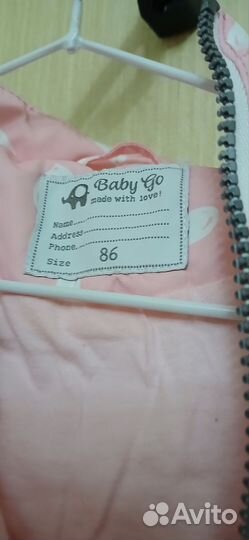 Baby Go
made with love!
Name
Address
Phone
Size 86
Avito